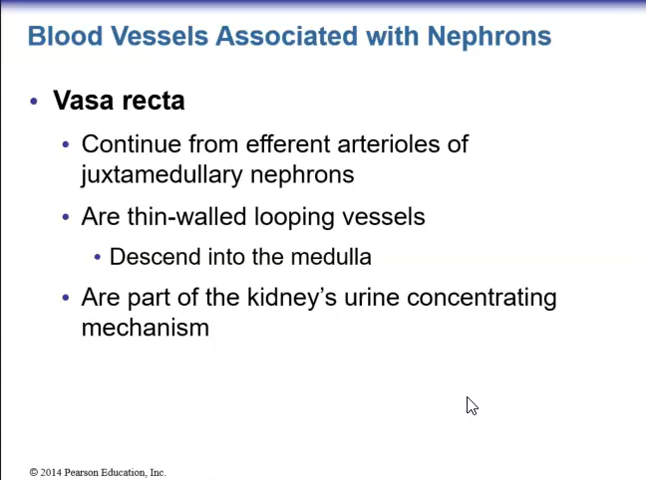 Blood Vessels Associated with Nephrons
• Vasa recta
• Continue from efferent arterioles of
juxtamedullary nephrons
• Are thin-walled looping vessels
• Descend into the medulla
• Are part of the kidney’s urine concentrating
mechanism
© 2014 Pearson Education, Inc.